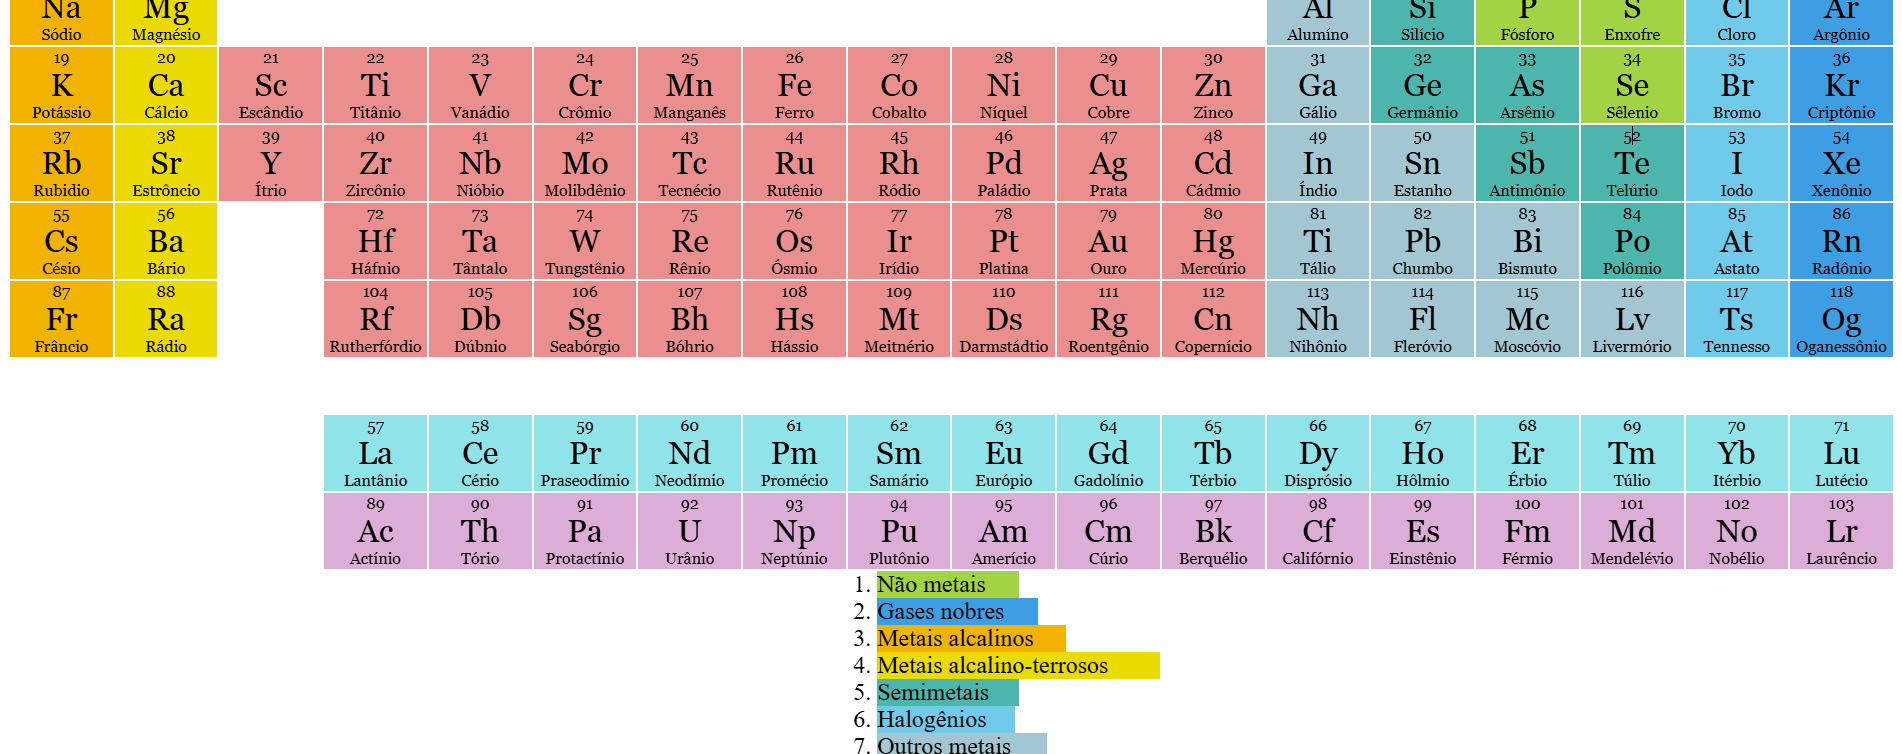 Na Mg Al Si P S Cl Ar
Sódio Magnésio Alumíno Silício Fósforo Enxofre Cloro Argônio
19 20 21 22 23 24 25 26 27 28 29 30 31 32 33 34 35 36
K Ca Sc Ti V Cr Mn Fe Co Ni Cu Zn Ga Ge As Se Br Kr
Potássio Cálcio Escândio Titânio Vanádio Crômio Manganês Ferro Cobalto Níquel Cobre Zinco Gálio Germânio Arsênio Sêlenio Bromo Criptônio
37 38 39 40 41 42 43 44 45 46 47 48 49 50 51 52 53 54
Rb Sr Y Zr Nb Mo Tc Ru Rh Pd Ag Cd In Sn Sb Te I Xe
Rubidio Estrôncio Ítrio Zircônio Nióbio Molibdênio Tecnécio Rutênio Ródio Paládio Prata Cádmio Índio Estanho Antimônio Telúrio Iodo Xenônio
55 56 72 73 74 75 76 77 78 79 80 81 82 83 84 85 86
Cs Ba Hf Ta W Re Os Ir Pt Au Hg Ti Pb Bi Po At Rn
Césio Bário Háfnio Tântalo Tungstênio Rênio Ósmio Irídio Platina Ouro Mercúrio Tálio Chumbo Bismuto Polômio Astato Radônio
87 88 104 105 106 107 108 109 110 111 112 113 114 115 116 117 118
Fr Ra Rf Db Sg Bh Hs Mt Ds Rg Cn Nh Fl Mc Lv Ts Og
Frâncio Rádio Rutherfórdio Dúbnio Seabórgio Bóhrio Hássio Meitnério Darmstádtio Roentgênio Copernício Nihônio Fleróvio Moscóvio Livermório Tennesso Oganessônio
57 58 59 60 61 62 63 64 65 66 67 68 69 70 71
La Ce Pr Nd Pm Sm Eu Gd Tb Dy Ho Er Tm Yb Lu
Lantânio Cério Praseodímio Neodímio Promécio Samário Európio Gadolínio Térbio Disprósio Hôlmio Érbio Túlio Itérbio Lutécio
89 90 91 92 93 94 95 96 97 98 99 100 101 102 103
Ac Th Pa U Np Pu Am Cm Bk Cf Es Fm Md No Lr
Actínio Tório Protactínio Urânio Neptúnio Plutônio Amerício Cúrio Berquélio Califórnio Einstênio Férmio Mendelévio Nobélio Laurêncio
1. Não metais
2. Gases nobres
3. Metais alcalinos
4. Metais alcalino-terrosos
5. Semimetais
6. Halogênios
7. Outros metais